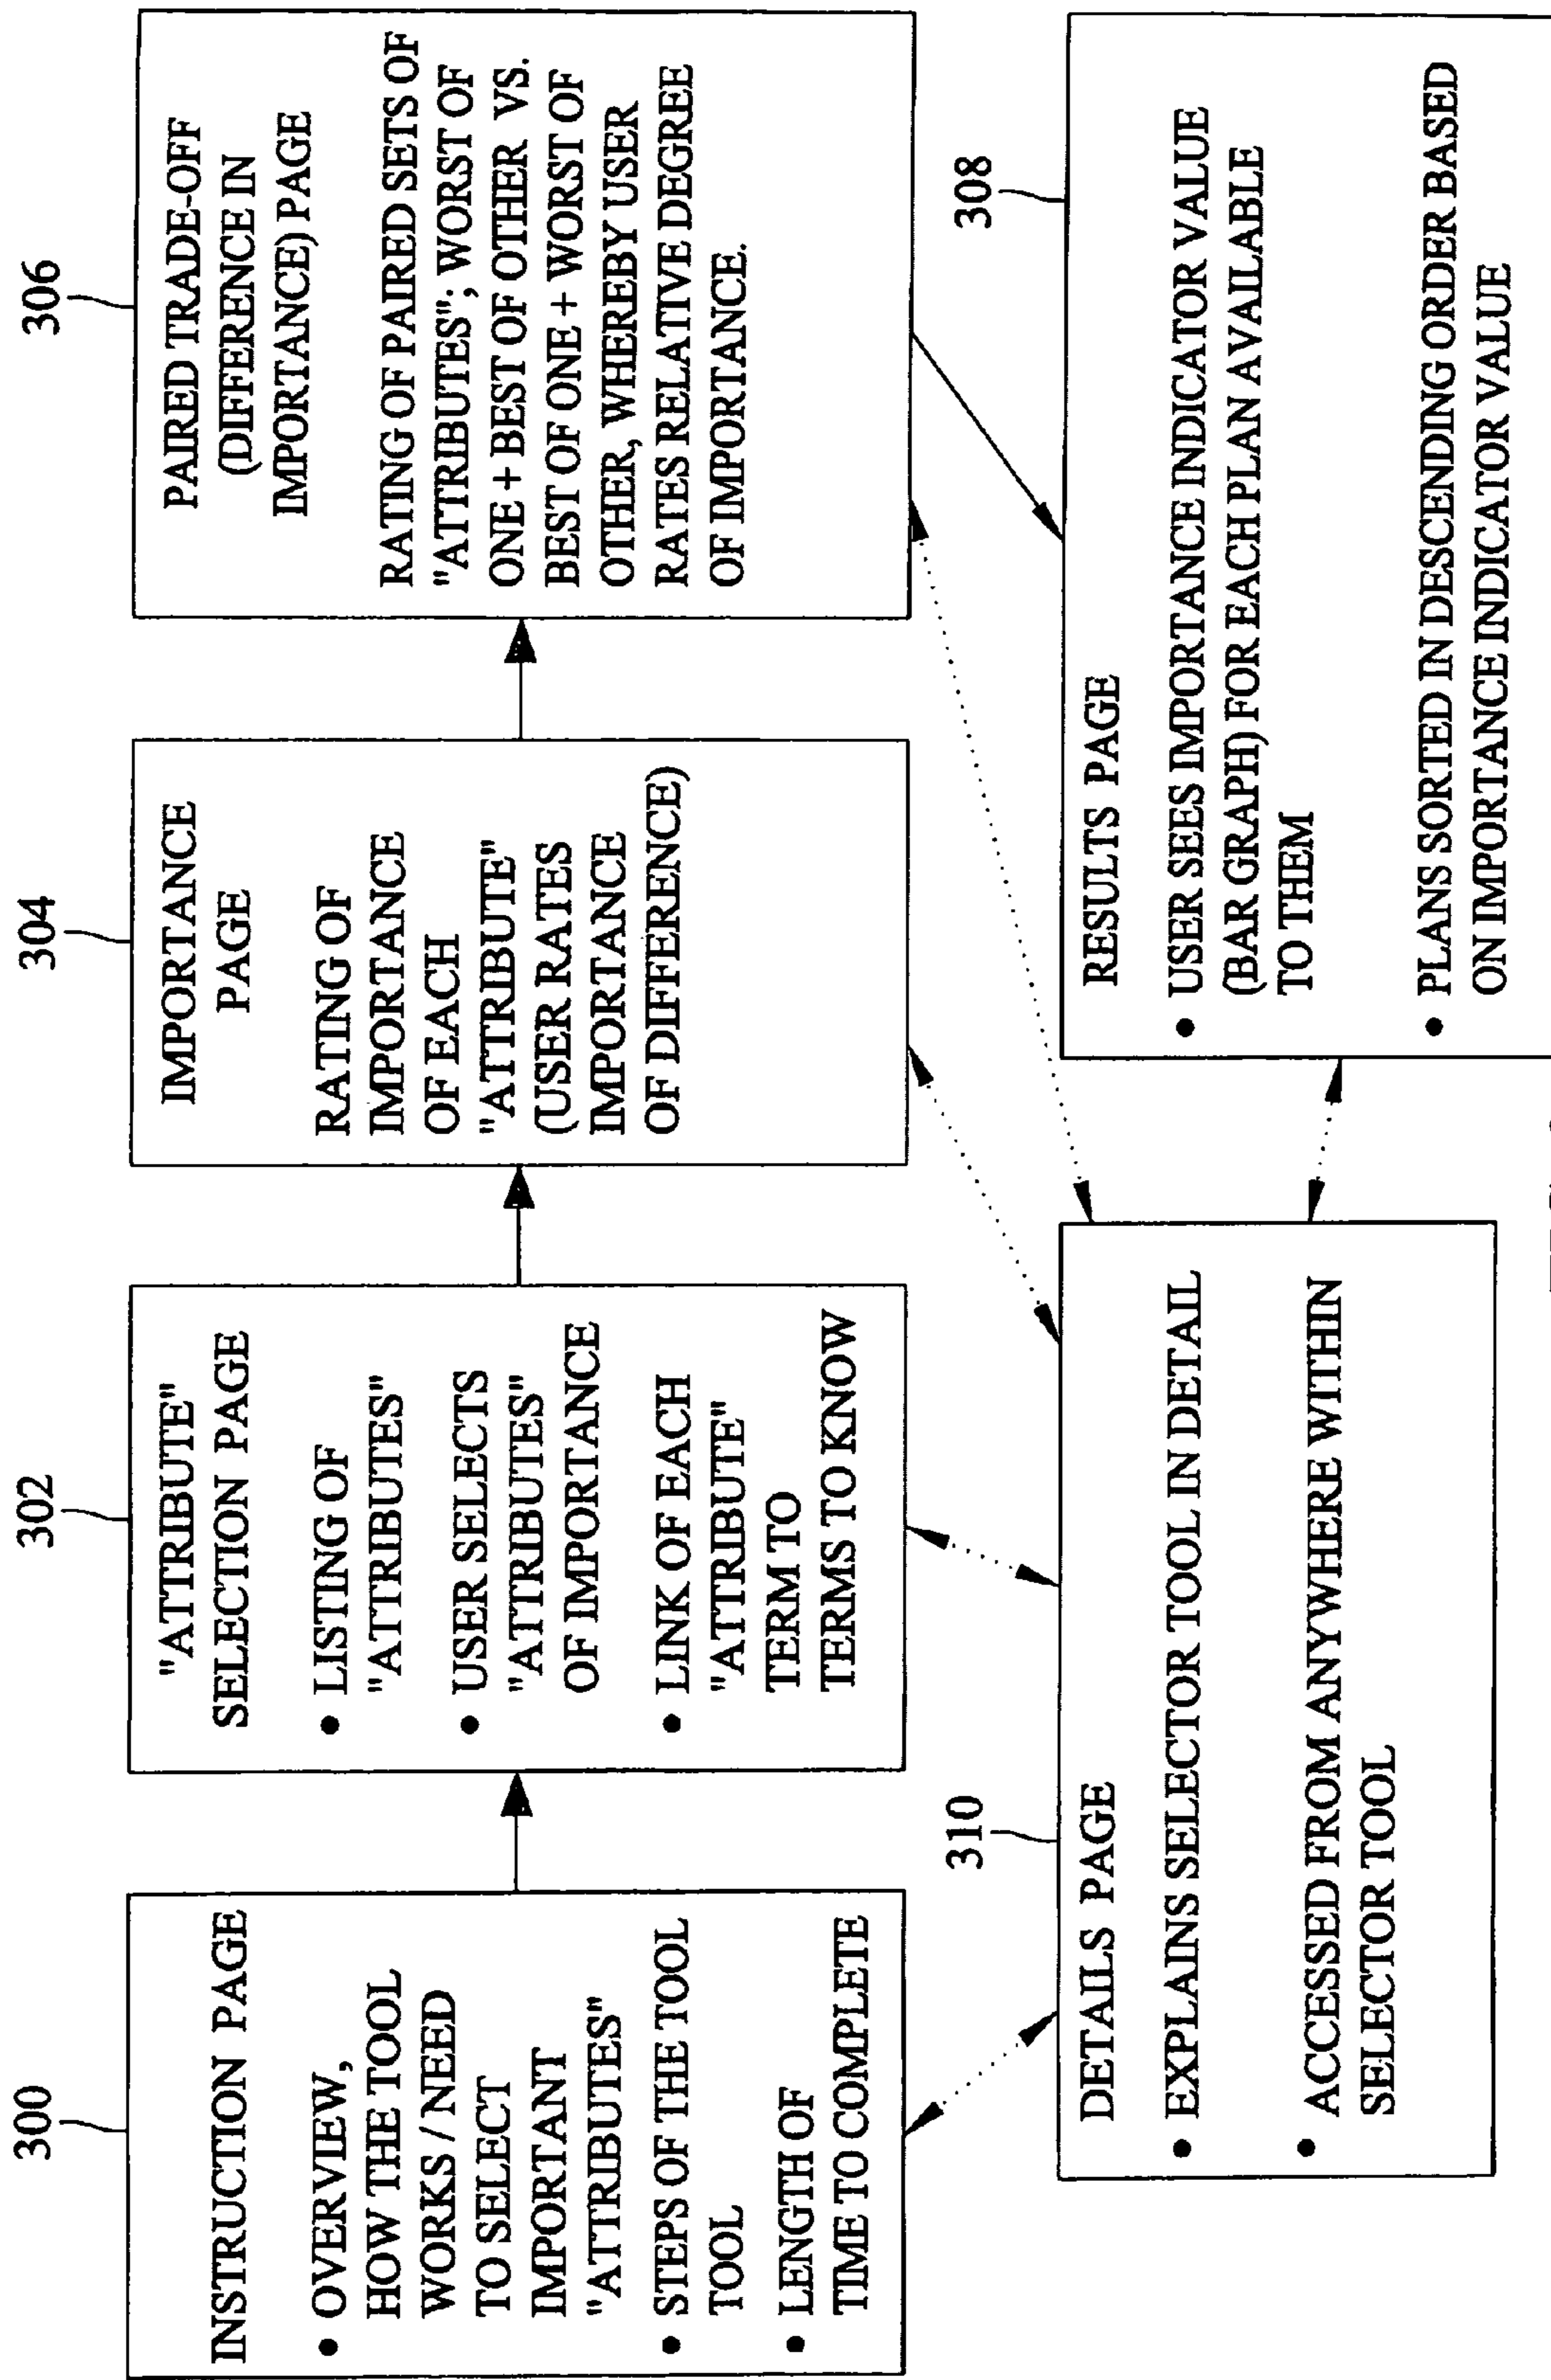 300
INSTRUCTION PAGE
• OVERVIEW,
HOW THE TOOL
WORKS / NEED
TO SELECT
IMPORTANT
"ATTRIBUTES"
• STEPS OF THE TOOL
TOOL
• LENGTH OF
TIME TO COMPLETE
302
"ATTRIBUTE"
SELECTION PAGE
• LISTING OF
"ATTRIBUTES"
• USER SELECTS
"ATTRIBUTES"
OF IMPORTANCE
• LINK OF EACH
"ATTRIBUTE"
TERM TO
TERMS TO KNOW
304
IMPORTANCE
PAGE
RATING OF
IMPORTANCE
OF EACH
"ATTRIBUTE"
(USER RATES
IMPORTANCE
OF DIFFERENCE)
306
PAIRED TRADE-OFF
(DIFFERENCE IN
IMPORTANCE) PAGE
RATING OF PAIRED SETS OF
"ATTRIBUTES"; WORST OF
ONE + BEST OF OTHER VS.
BEST OF ONE + WORST OF
OTHER, WHEREBY USER
RATES RELATIVE DEGREE
OF IMPORTANCE.
310
DETAILS PAGE
• EXPLAINS SELECTOR TOOL IN DETAIL
• ACCESSED FROM ANYWHERE WITHIN
SELECTOR TOOL
308
RESULTS PAGE
• USER SEES IMPORTANCE INDICATOR VALUE
(BAR GRAPH) FOR EACH PLAN AVAILABLE
TO THEM
• PLANS SORTED IN DESCENDING ORDER BASED
ON IMPORTANCE INDICATOR VALUE